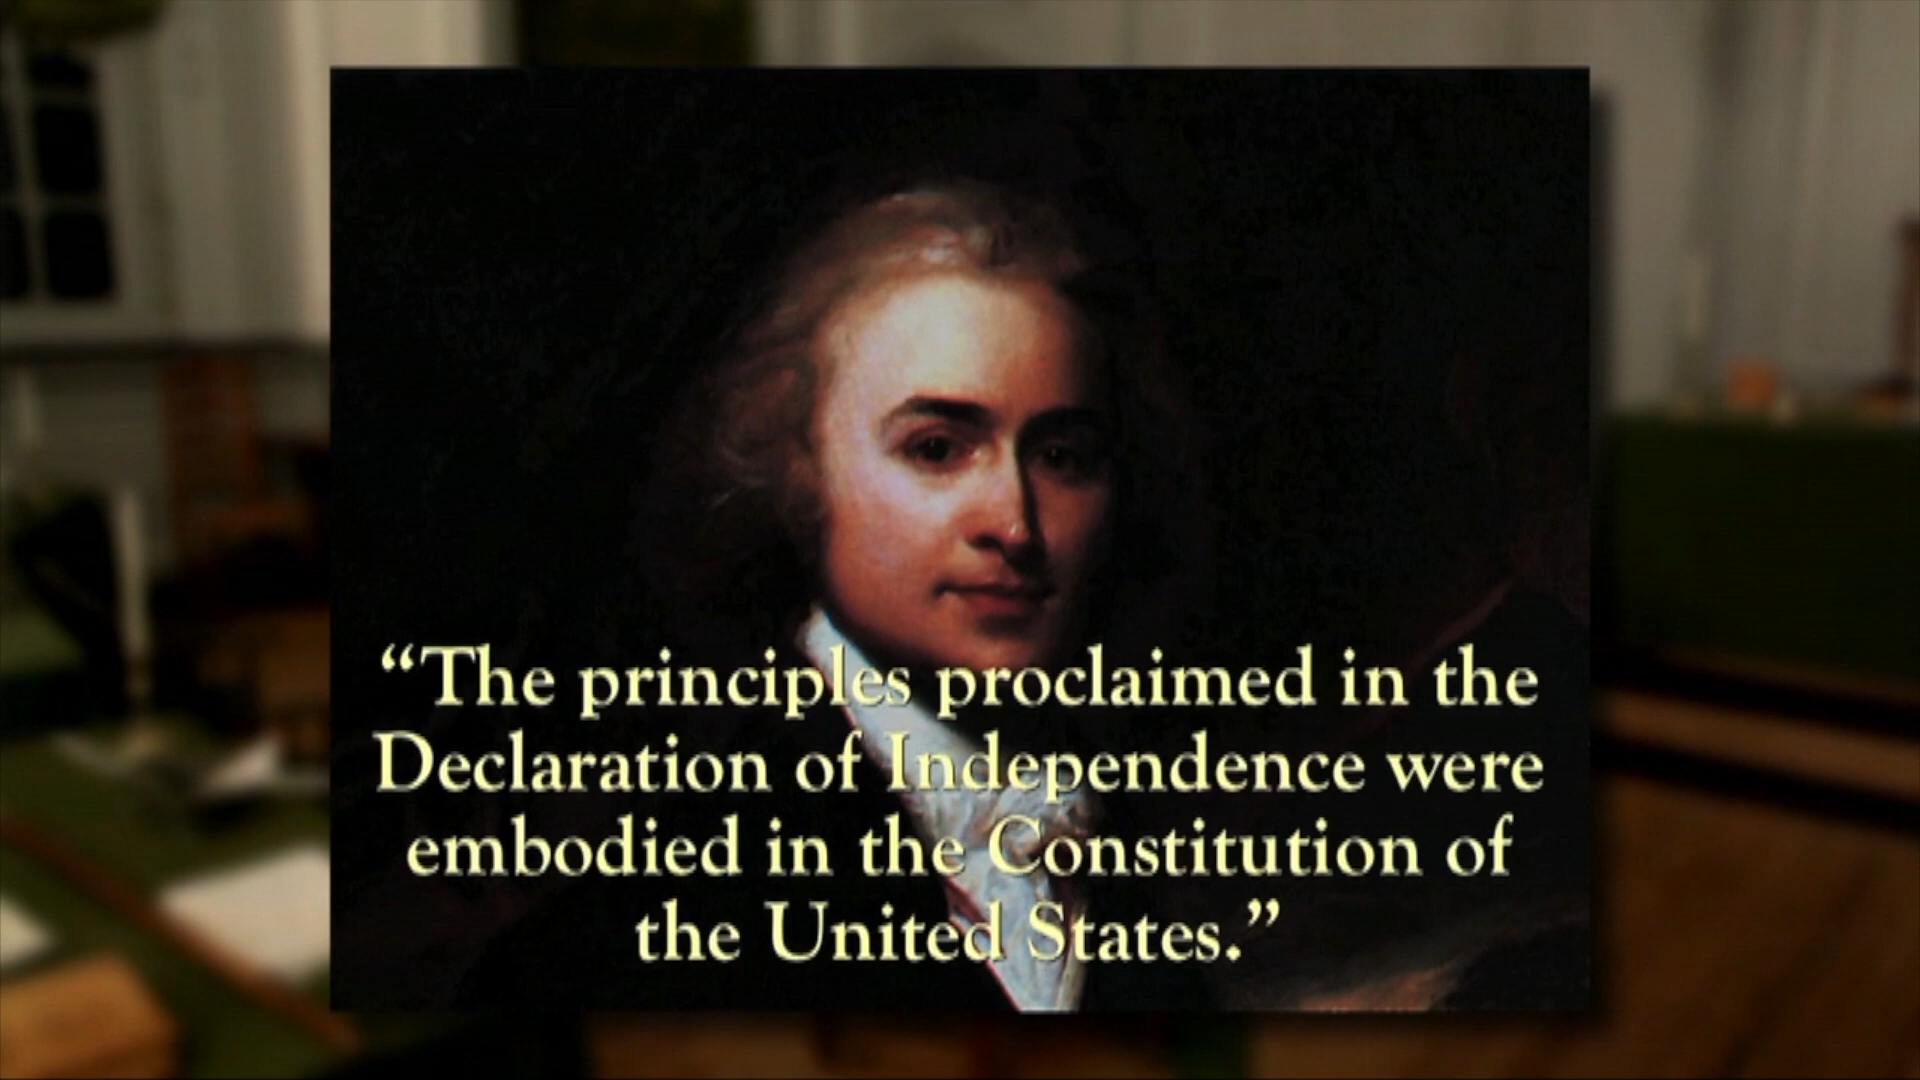 “The principles proclaimed in the
Declaration of Independence were
embodied in the Constitution of
the United States.”